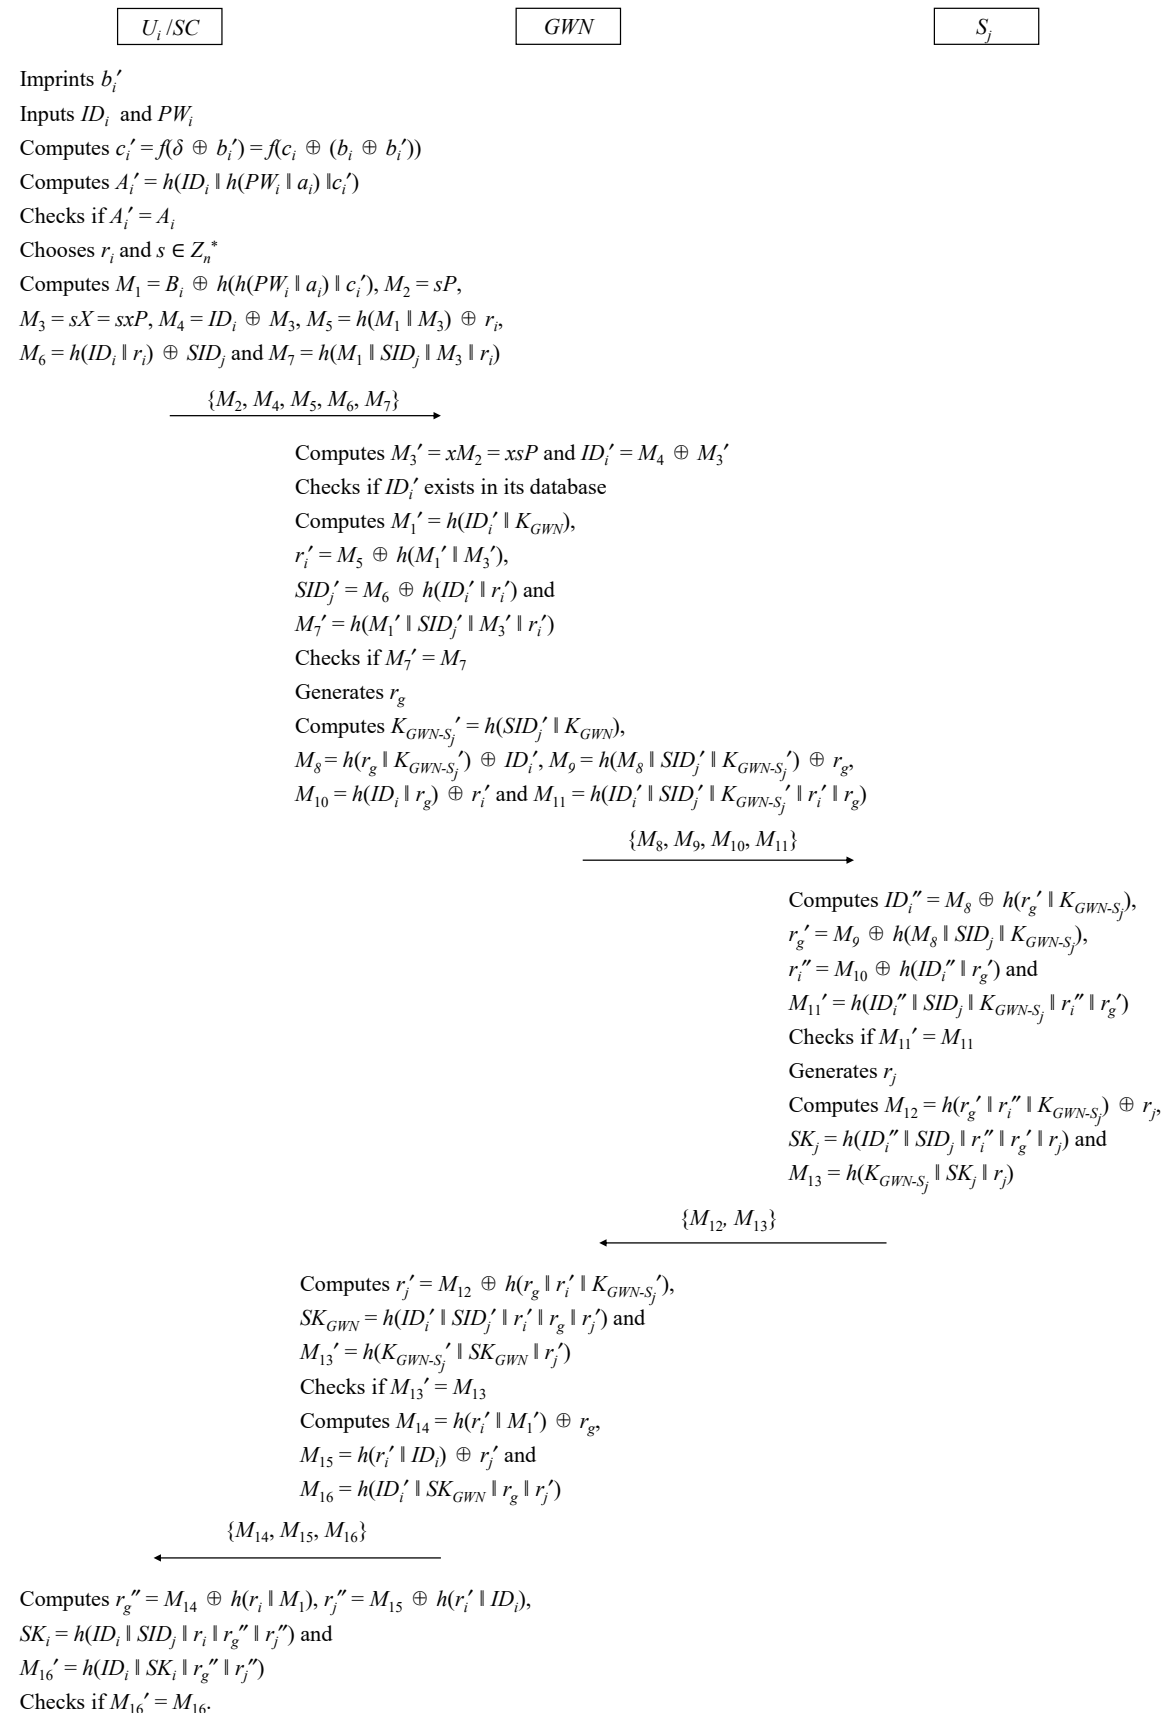 U_i/SC
GWN
S_j
Imprints b_i′
Inputs ID_i and PW_i
Computes c_i′ = f(δ ⊕ b_i′) = f(c_i ⊕ (b_i ⊕ b_i′))
Computes A_i′ = h(ID_i ‖ h(PW_i ‖ a_i) ‖c_i′)
Checks if A_i′ = A_i
Chooses r_i and s ∈ Z_n*
Computes M_1 = B_i ⊕ h(h(PW_i ‖ a_i) ‖ c_i′), M_2 = sP,
M_3 = sX = sxP, M_4 = ID_i ⊕ M_3, M_5 = h(M_1 ‖ M_3) ⊕ r_i,
M_6 = h(ID_i ‖ r_i) ⊕ SID_j and M_7 = h(M_1 ‖ SID_j ‖ M_3 ‖ r_i)
{M_2, M_4, M_5, M_6, M_7}
Computes M_3′ = xM_2 = xsP and ID_i′ = M_4 ⊕ M_3′
Checks if ID_i′ exists in its database
Computes M_1′ = h(ID_i′ ‖ K_GWN),
r_i′ = M_5 ⊕ h(M_1′ ‖ M_3′),
SID_j′ = M_6 ⊕ h(ID_i′ ‖ r_i′) and
M_7′ = h(M_1′ ‖ SID_j′ ‖ M_3′ ‖ r_i′)
Checks if M_7′ = M_7
Generates r_g
Computes K_GWN-S_j′ = h(SID_j′ ‖ K_GWN),
M_8 = h(r_g ‖ K_GWN-S_j′) ⊕ ID_i′, M_9 = h(M_8 ‖ SID_j′ ‖ K_GWN-S_j′) ⊕ r_g,
M_10 = h(ID_i ‖ r_g) ⊕ r_i′ and M_11 = h(ID_i′ ‖ SID_j′ ‖ K_GWN-S_j′ ‖ r_i′ ‖ r_g)
{M_8, M_9, M_10, M_11}
Computes ID_i″ = M_8 ⊕ h(r_g′ ‖ K_GWN-S_j),
r_g′ = M_9 ⊕ h(M_8 ‖ SID_j ‖ K_GWN-S_j),
r_i″ = M_10 ⊕ h(ID_i″ ‖ r_g′) and
M_11′ = h(ID_i″ ‖ SID_j ‖ K_GWN-S_j ‖ r_i″ ‖ r_g′)
Checks if M_11′ = M_11
Generates r_j
Computes M_12 = h(r_g′ ‖ r_i″ ‖ K_GWN-S_j) ⊕ r_j,
SK_j = h(ID_i″ ‖ SID_j ‖ r_i″ ‖ r_g′ ‖ r_j) and
M_13 = h(K_GWN-S_j ‖ SK_j ‖ r_j)
{M_12, M_13}
Computes r_j′ = M_12 ⊕ h(r_g ‖ r_i′ ‖ K_GWN-S_j′),
SK_GWN = h(ID_i′ ‖ SID_j′ ‖ r_i′ ‖ r_g ‖ r_j′) and
M_13′ = h(K_GWN-S_j′ ‖ SK_GWN ‖ r_j′)
Checks if M_13′ = M_13
Computes M_14 = h(r_i′ ‖ M_1′) ⊕ r_g,
M_15 = h(r_i′ ‖ ID_i) ⊕ r_j′ and
M_16 = h(ID_i′ ‖ SK_GWN ‖ r_g ‖ r_j′)
{M_14, M_15, M_16}
Computes r_g″ = M_14 ⊕ h(r_i ‖ M_1), r_j″ = M_15 ⊕ h(r_i′ ‖ ID_i),
SK_i = h(ID_i ‖ SID_j ‖ r_i ‖ r_g″ ‖ r_j″) and
M_16′ = h(ID_i ‖ SK_i ‖ r_g″ ‖ r_j″)
Checks if M_16′ = M_16.